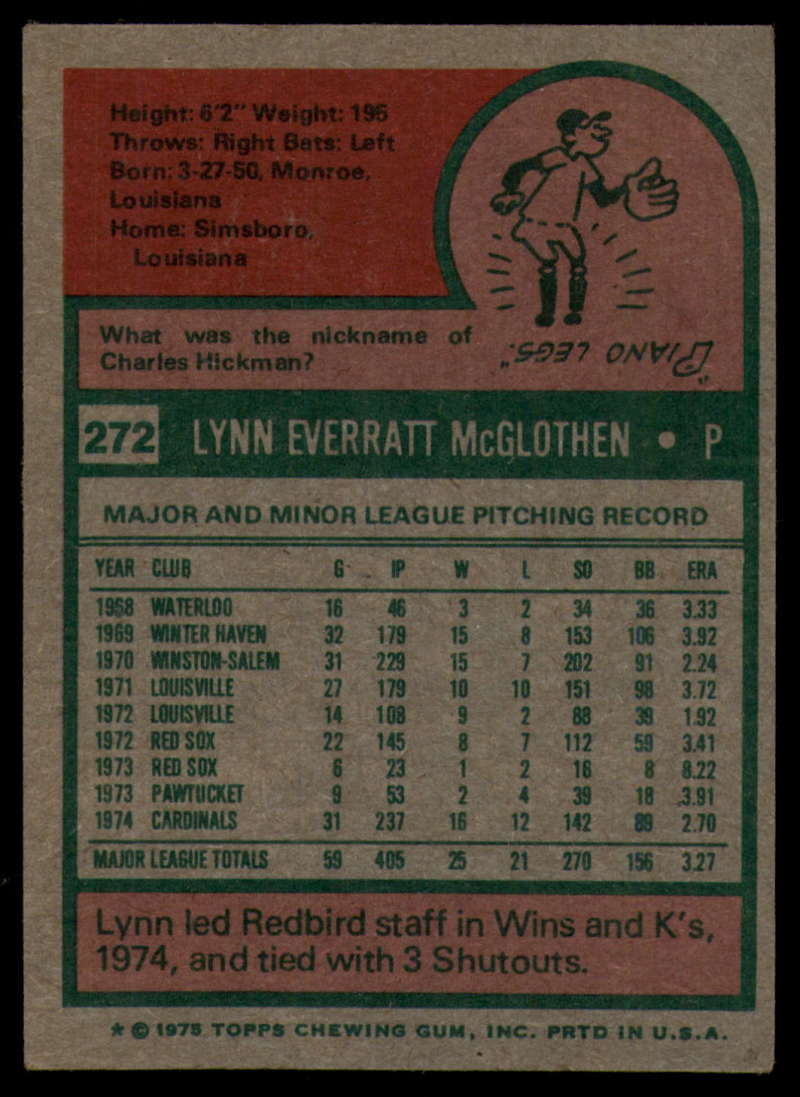 Height: 6'2" Weight: 195
Throws: Right Bats: Left
Born: 3-27-50, Monroe,
Louisiana
Home: Simsboro,
Louisiana
What was the nickname of
Charles Hickman?
"PIANO LEGS."
272 LYNN EVERRATT McGLOTHEN • P
MAJOR AND MINOR LEAGUE PITCHING RECORD
YEAR CLUB G IP W L SO BB ERA
1968 WATERLOO 16 46 3 2 34 36 3.33
1969 WINTER HAVEN 32 179 15 8 153 106 3.92
1970 WINSTON-SALEM 31 229 15 7 202 91 2.24
1971 LOUISVILLE 27 179 10 10 151 98 3.72
1972 LOUISVILLE 14 108 9 2 88 39 1.92
1972 RED SOX 22 145 8 7 112 59 3.41
1973 RED SOX 6 23 1 2 16 8 8.22
1973 PAWTUCKET 9 53 2 4 39 18 3.91
1974 CARDINALS 31 237 16 12 142 89 2.70
MAJOR LEAGUE TOTALS 59 405 25 21 270 156 3.27
Lynn led Redbird staff in Wins and K's,
1974, and tied with 3 Shutouts.
* © 1975 TOPPS CHEWING GUM, INC. PRTD IN U.S.A.